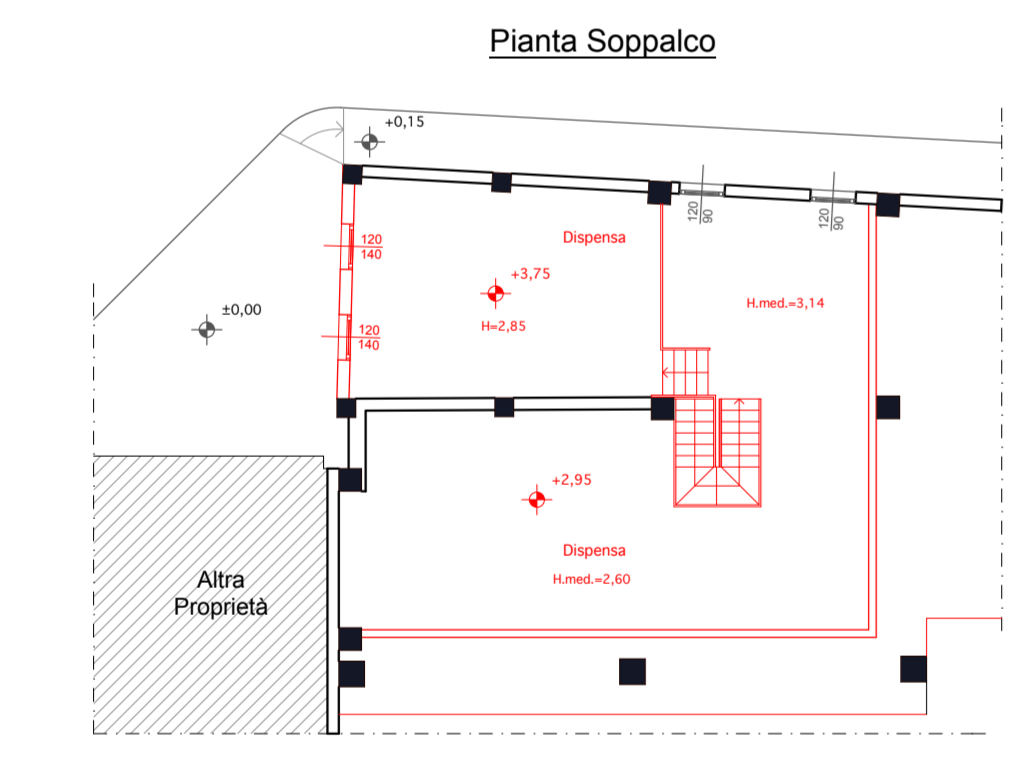 Pianta Soppalco
+0,15
120
90
120
90
Dispensa
120
140
+3,75
H.med.=3,14
±0,00
H=2,85
120
140
+2,95
Dispensa
H.med.=2,60
Altra
Proprietà